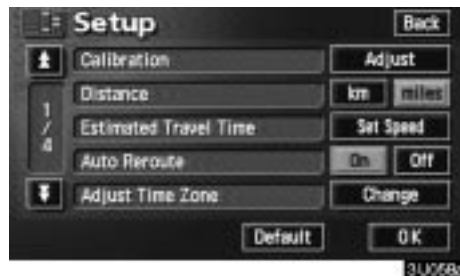 Setup Back
Calibration Adjust
Distance km miles
1/4
Estimated Travel Time Set Speed
Auto Reroute On Off
Adjust Time Zone Change
Default OK